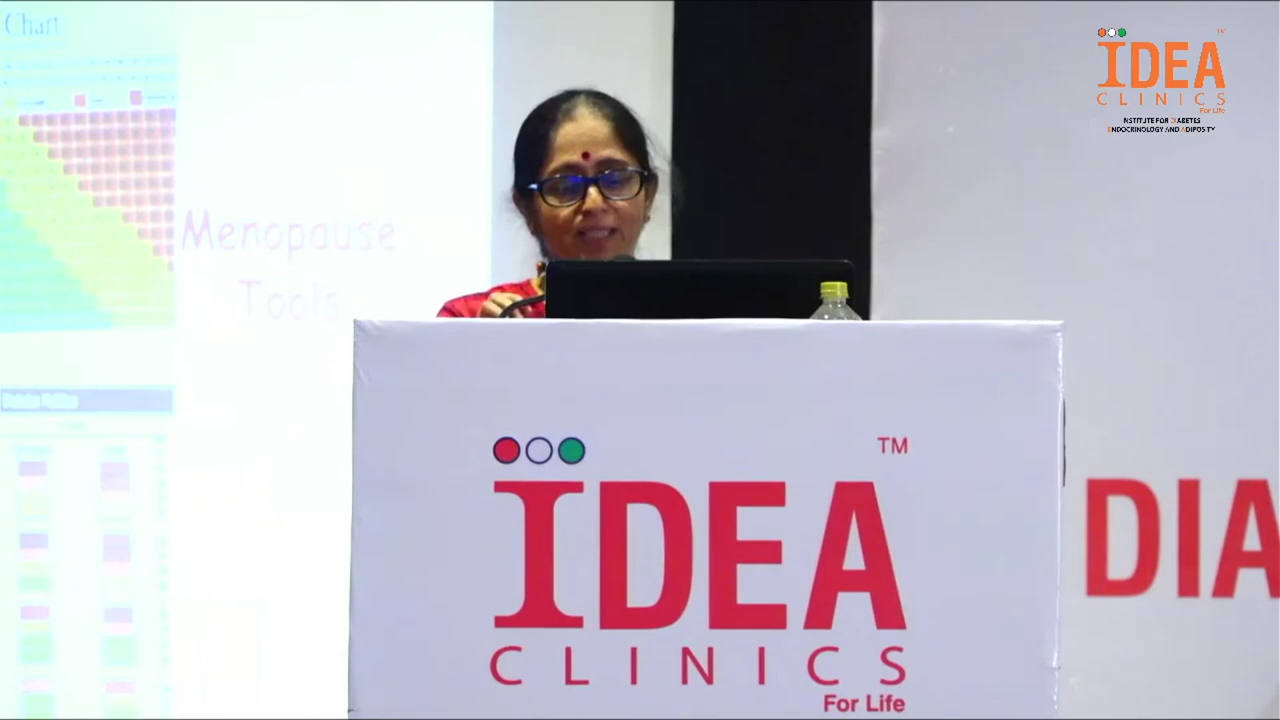 Chart
Menopause
Tools
TM
IDEA
CLINICS
For Life
INSTITUTE FOR DIABETES
ENDOCRINOLOGY AND ADIPOSITY
TM
IDEA
CLINICS
For Life
DIA